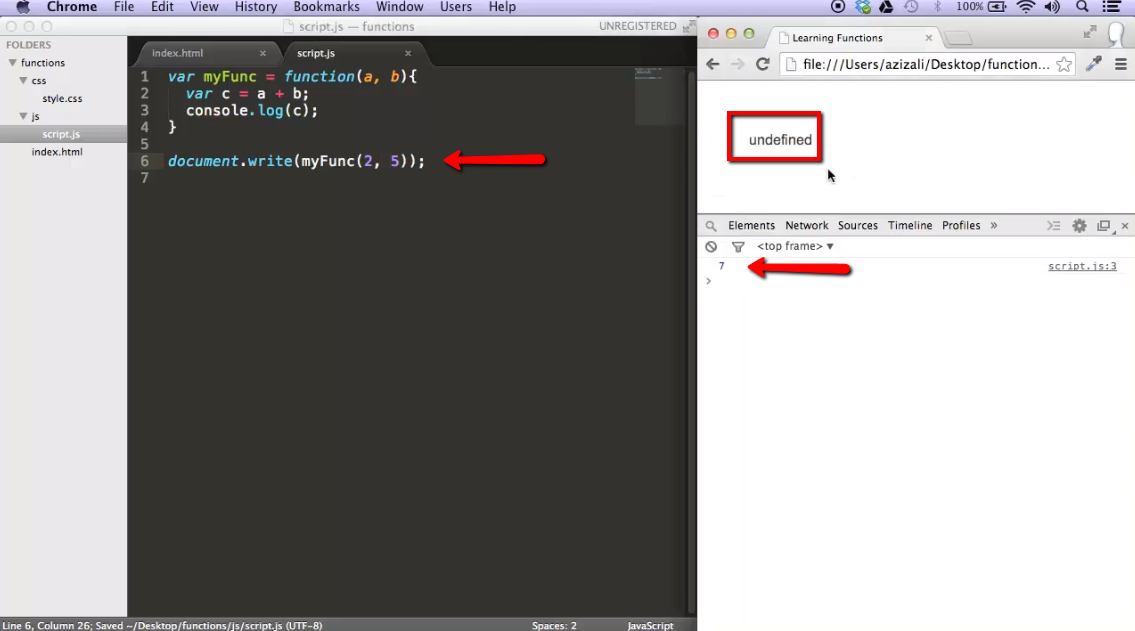 Chrome File Edit View History Bookmarks Window Users Help 100%
script.js — functions UNREGISTERED
FOLDERS
functions
css
style.css
js
script.js
index.html
index.html script.js
1 var myFunc = function(a, b){
2 var c = a + b;
3 console.log(c);
4 }
5
6 document.write(myFunc(2, 5));
7
Line 6, Column 26; Saved ~/Desktop/functions/js/script.js (UTF-8) Spaces: 2 JavaScript
Learning Functions
file:///Users/azizali/Desktop/function...
undefined
Elements Network Sources Timeline Profiles »
<top frame> ▼
7 script.js:3
>